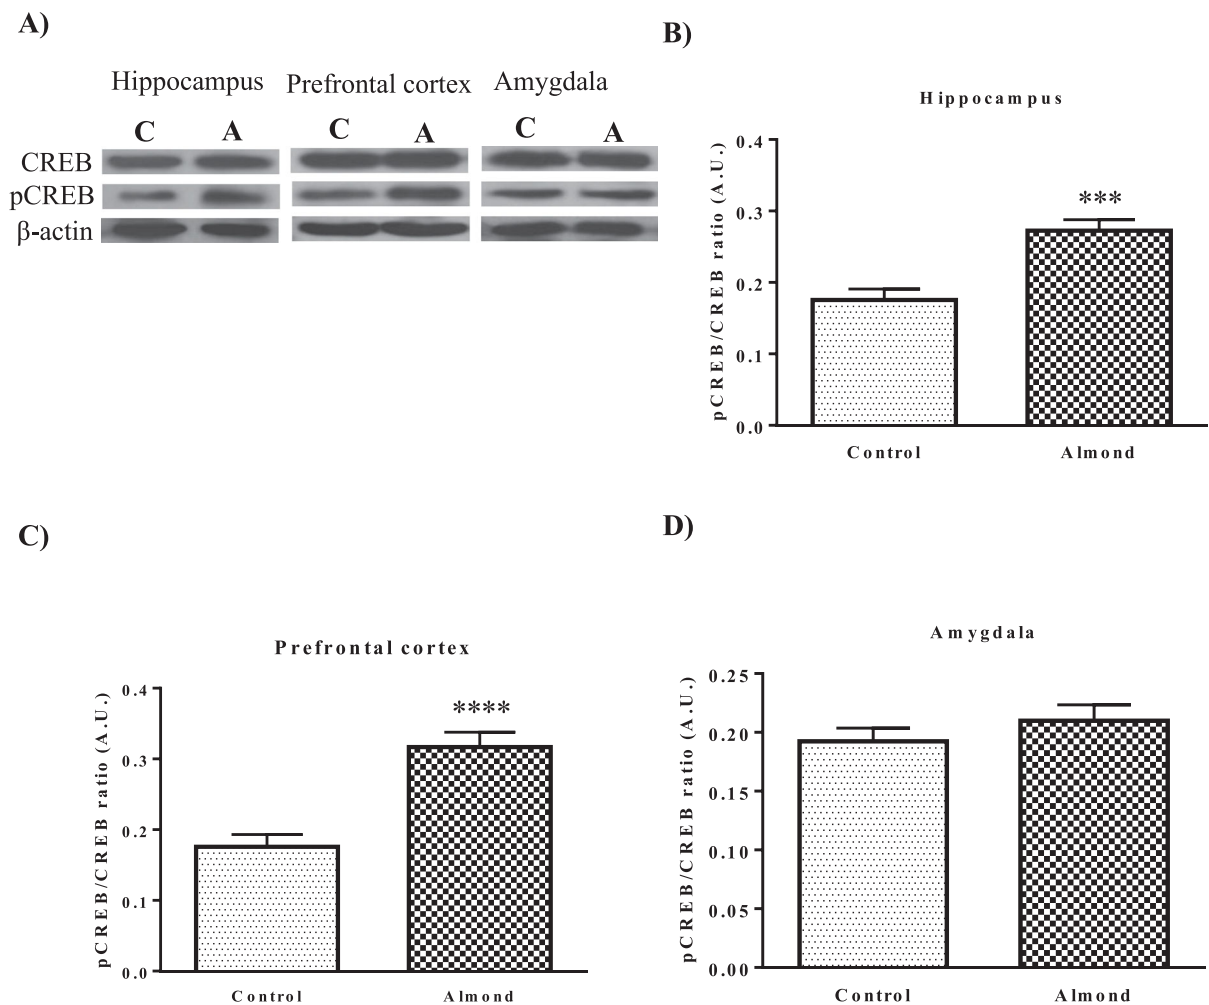 A)
Hippocampus Prefrontal cortex Amygdala
C A C A C A
CREB
pCREB
β-actin
B)
Hippocampus
pCREB/CREB ratio (A.U.)
0.4
0.3
0.2
0.1
0.0
***
Control Almond
C)
Prefrontal cortex
pCREB/CREB ratio (A.U.)
0.4
0.3
0.2
0.1
0.0
****
Control Almond
D)
Amygdala
pCREB/CREB ratio (A.U.)
0.25
0.20
0.15
0.10
0.05
0.00
Control Almond